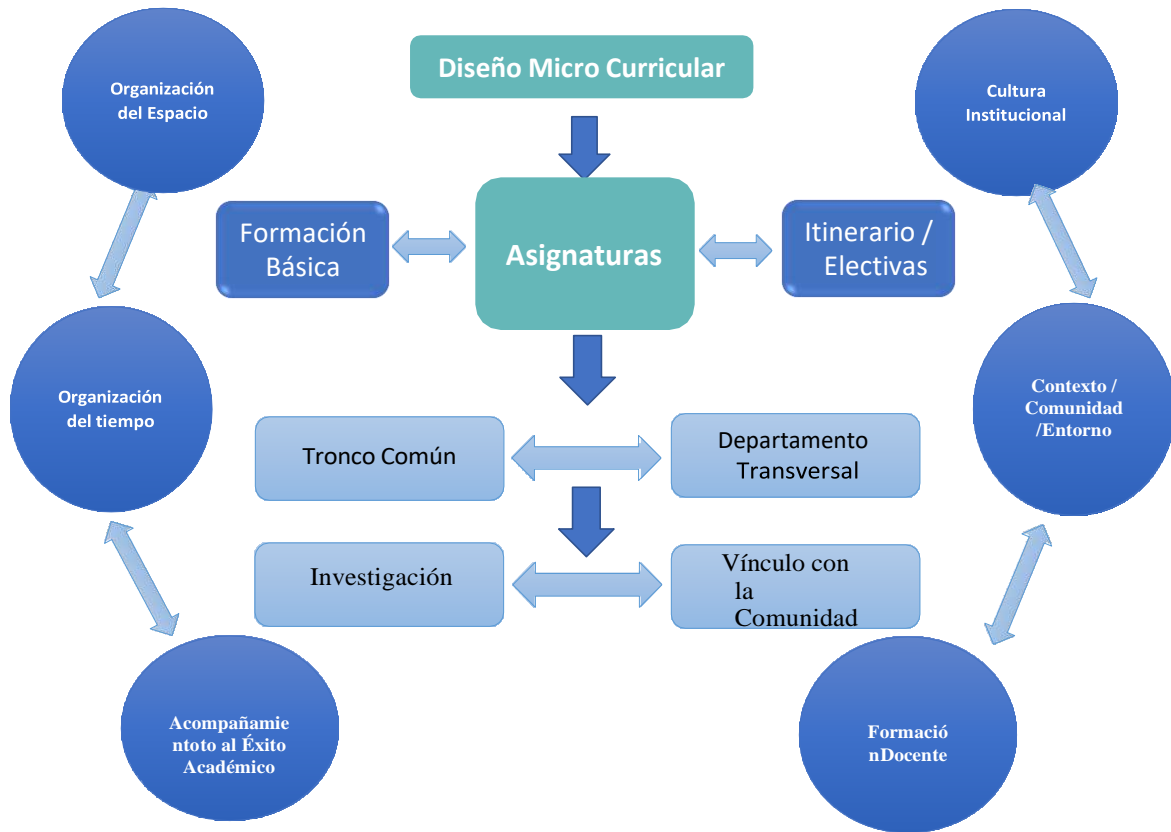 Diseño Micro Curricular
Organización
del Espacio
Cultura
Institucional
Formación
Básica
Asignaturas
Itinerario /
Electivas
Organización
del tiempo
Contexto /
Comunidad
/Entorno
Tronco Común
Departamento
Transversal
Investigación
Vínculo con
la
Comunidad
Acompañamie
ntoto al Éxito
Académico
Formació
nDocente